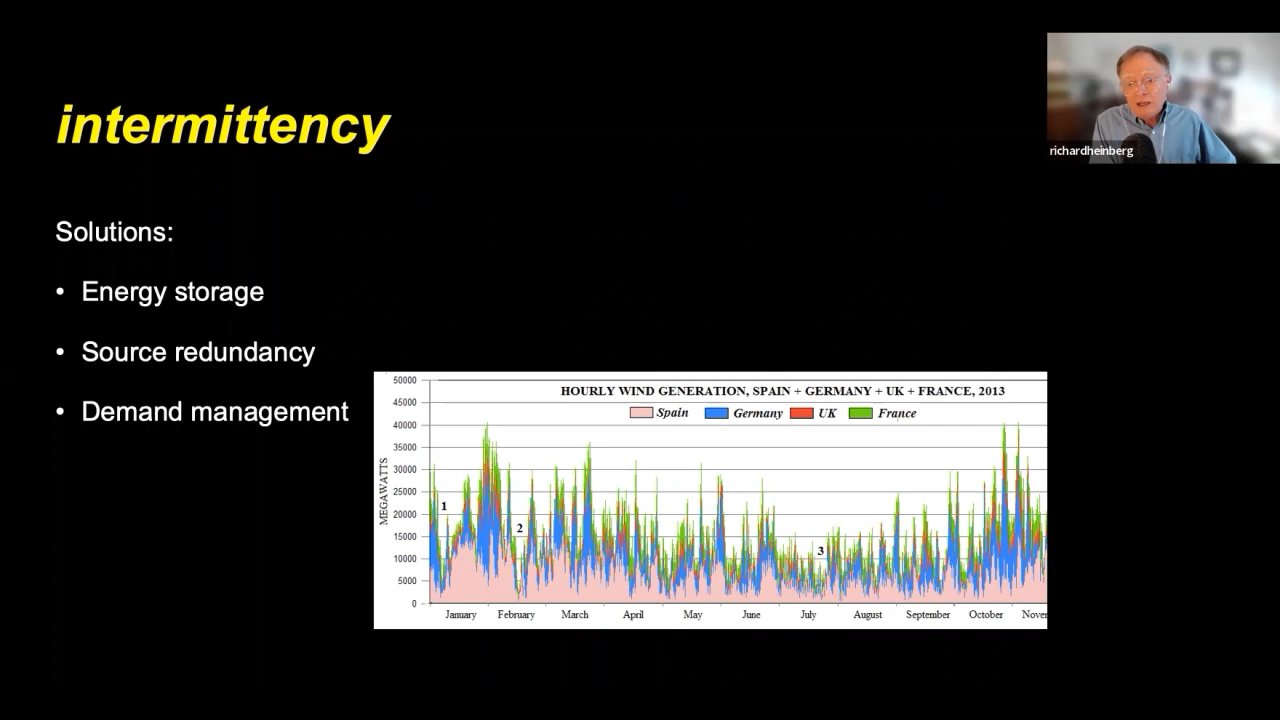 intermittency
richardheinberg
Solutions:
• Energy storage
• Source redundancy
• Demand management
HOURLY WIND GENERATION, SPAIN + GERMANY + UK + FRANCE, 2013
Spain Germany UK France
MEGAWATTS
50000
45000
40000
35000
30000
25000
20000
15000
10000
5000
0
1
2
3
January February March April May June July August September October Nover